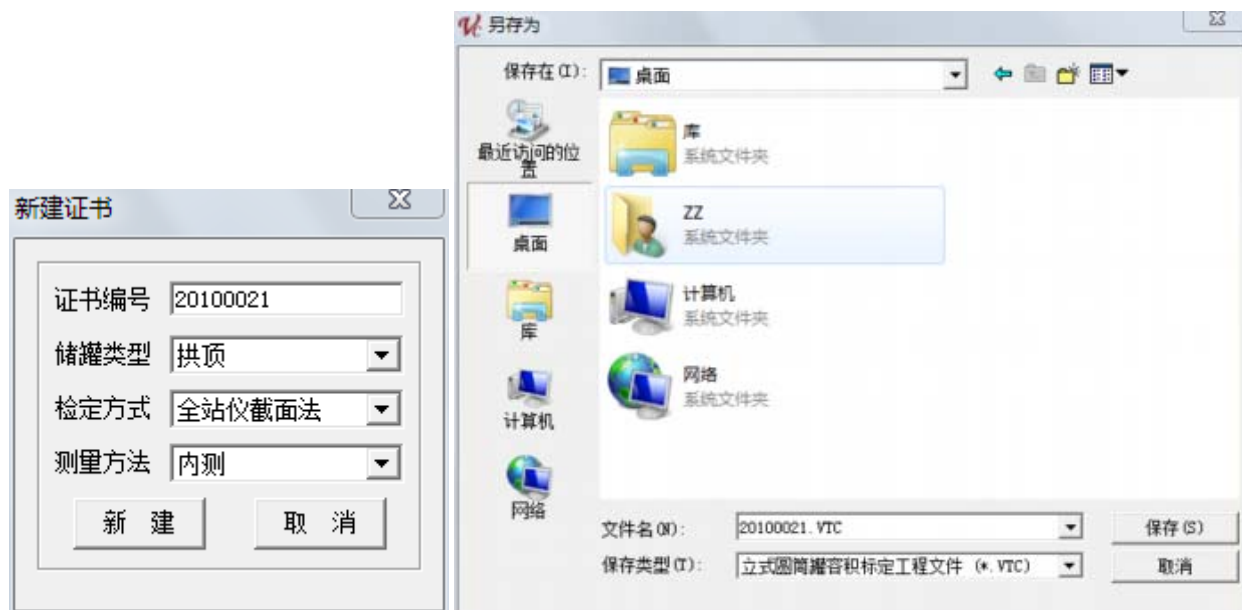 新建证书
证书编号 20100021
储罐类型 拱顶
检定方式 全站仪截面法
测量方法 内测
新 建 取 消
另存为
保存在(I): 桌面
最近访问的位
置
桌面
库
计算机
网络
库
系统文件夹
ZZ
系统文件夹
计算机
系统文件夹
网络
系统文件夹
文件名(N): 20100021.VTC 保存(S)
保存类型(T): 立式圆筒罐容积标定工程文件 (*.VTC) 取消